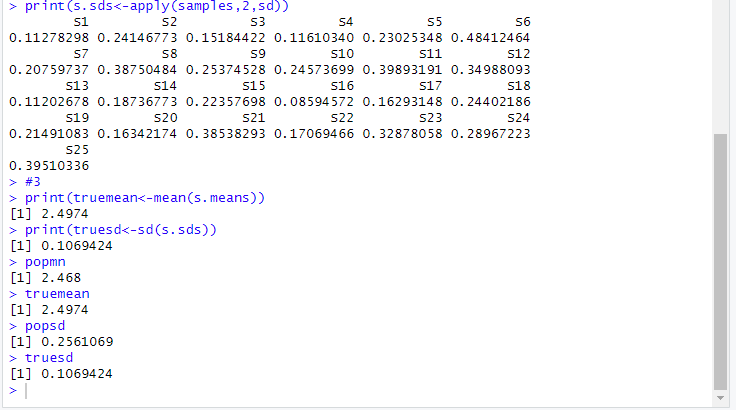 > print(s.sds<-apply(samples,2,sd))
S1 S2 S3 S4 S5 S6
0.11278298 0.24146773 0.15184422 0.11610340 0.23025348 0.48412464
S7 S8 S9 S10 S11 S12
0.20759737 0.38750484 0.25374528 0.24573699 0.39893191 0.34988093
S13 S14 S15 S16 S17 S18
0.11202678 0.18736773 0.22357698 0.08594572 0.16293148 0.24402186
S19 S20 S21 S22 S23 S24
0.21491083 0.16342174 0.38538293 0.17069466 0.32878058 0.28967223
S25
0.39510336
> #3
> print(truemean<-mean(s.means))
[1] 2.4974
> print(truesd<-sd(s.sds))
[1] 0.1069424
> popmn
[1] 2.468
> truemean
[1] 2.4974
> popsd
[1] 0.2561069
> truesd
[1] 0.1069424
>